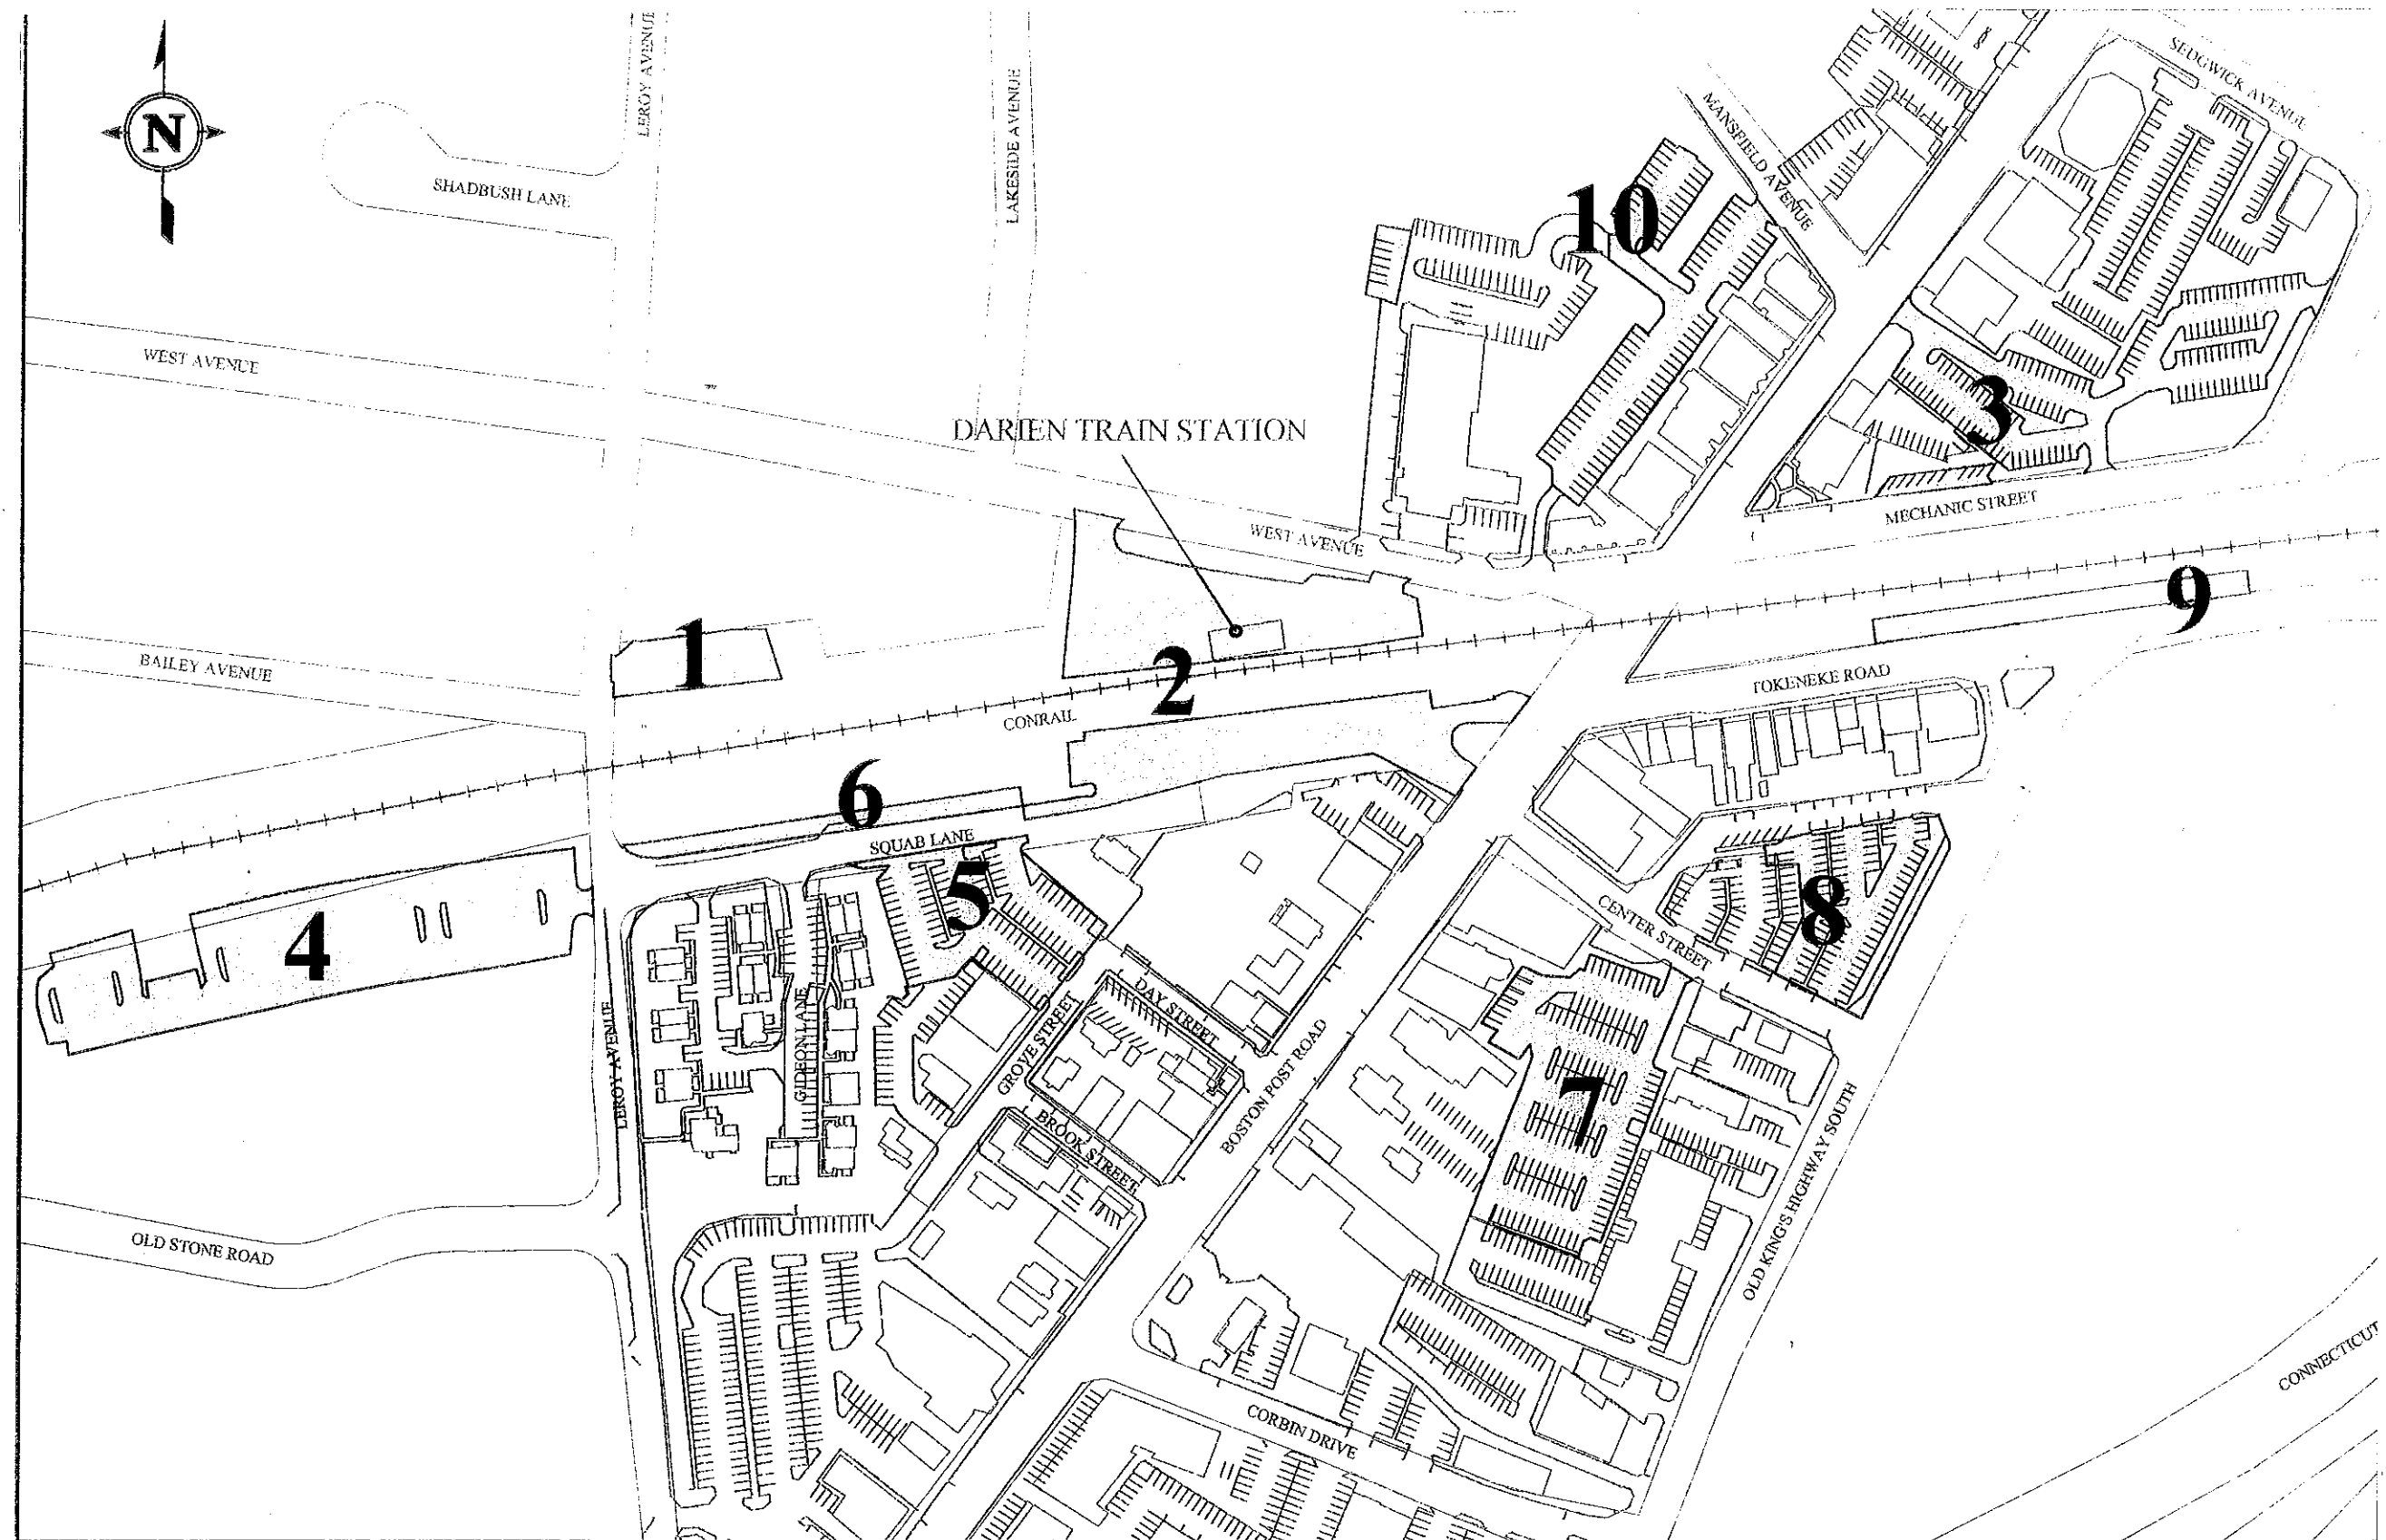 N
LEROY AVENUE
LAKESIDE AVENUE
SEDGWICK AVENUE
MANSFIELD AVENUE
SHADBUSH LANE
10
WEST AVENUE
3
DARIEN TRAIN STATION
MECHANIC STREET
WEST AVENUE
9
1
BAILEY AVENUE
2
TOKENEKE ROAD
CONRAIL
6
SQUAB LANE
5
8
CENTER STREET
4
DAY STREET
GROVE STREET
GIDEON LANE
LEROY AVENUE
BOSTON POST ROAD
7
BROOK STREET
OLD KING'S HIGHWAY SOUTH
OLD STONE ROAD
CONNECTICUT
CORBIN DRIVE